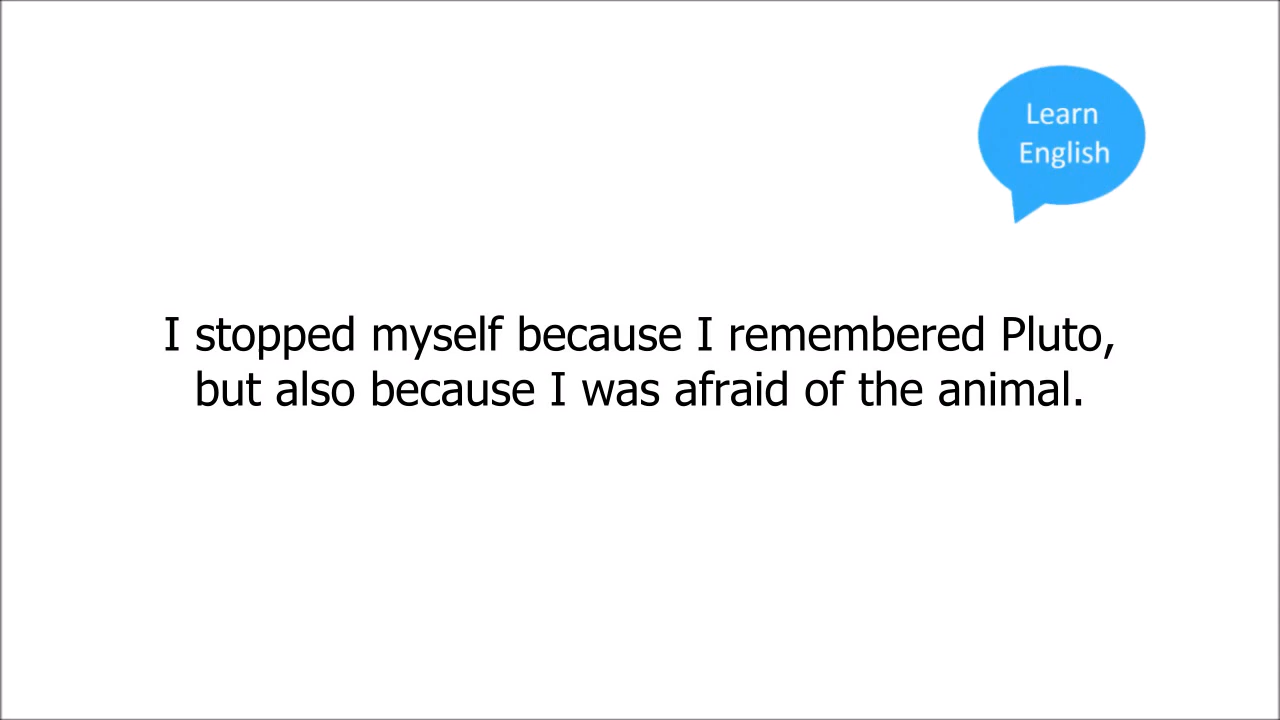 Learn
English
I stopped myself because I remembered Pluto,
but also because I was afraid of the animal.